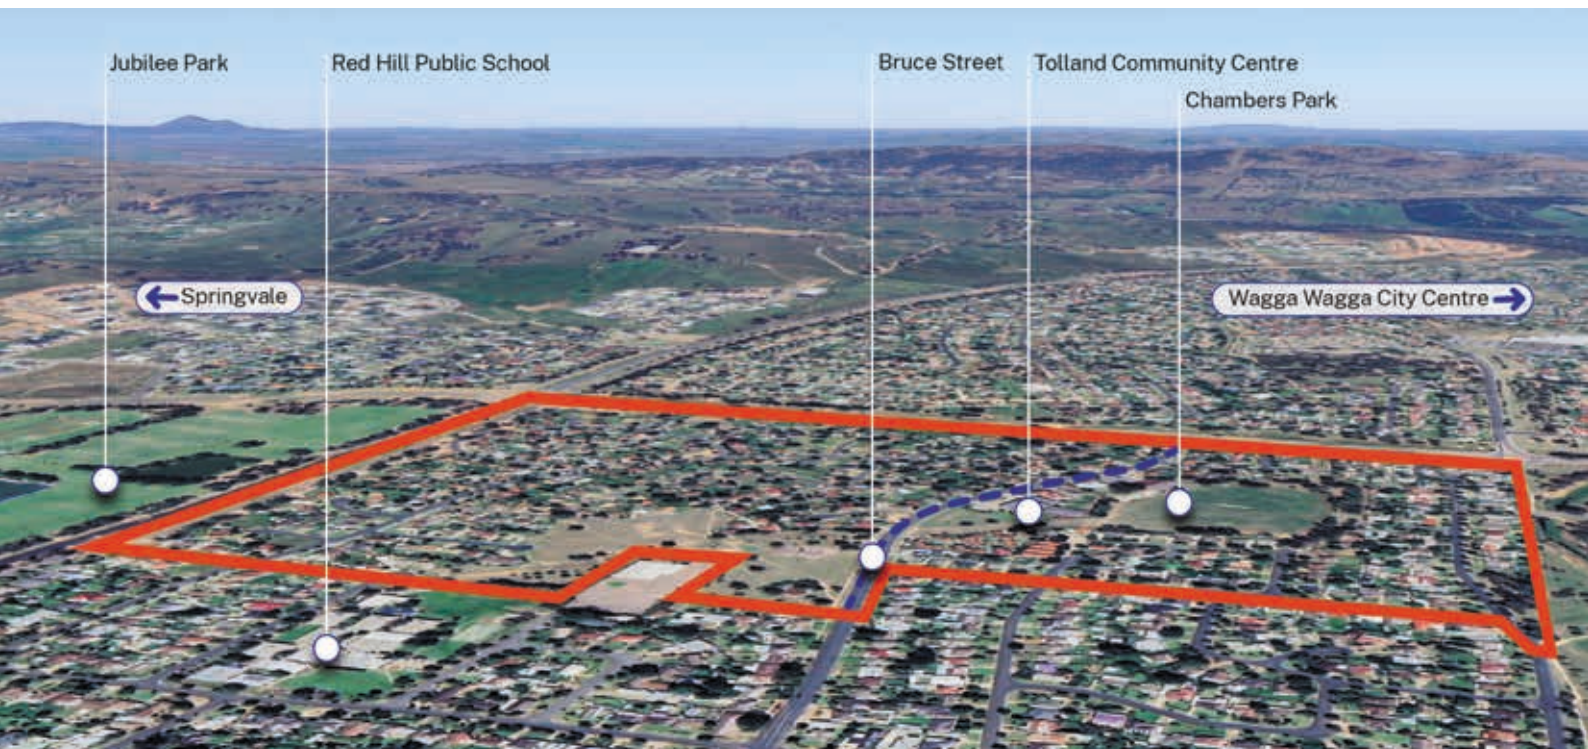 Jubilee Park
Red Hill Public School
Bruce Street
Tolland Community Centre
Chambers Park
Springvale
Wagga Wagga City Centre